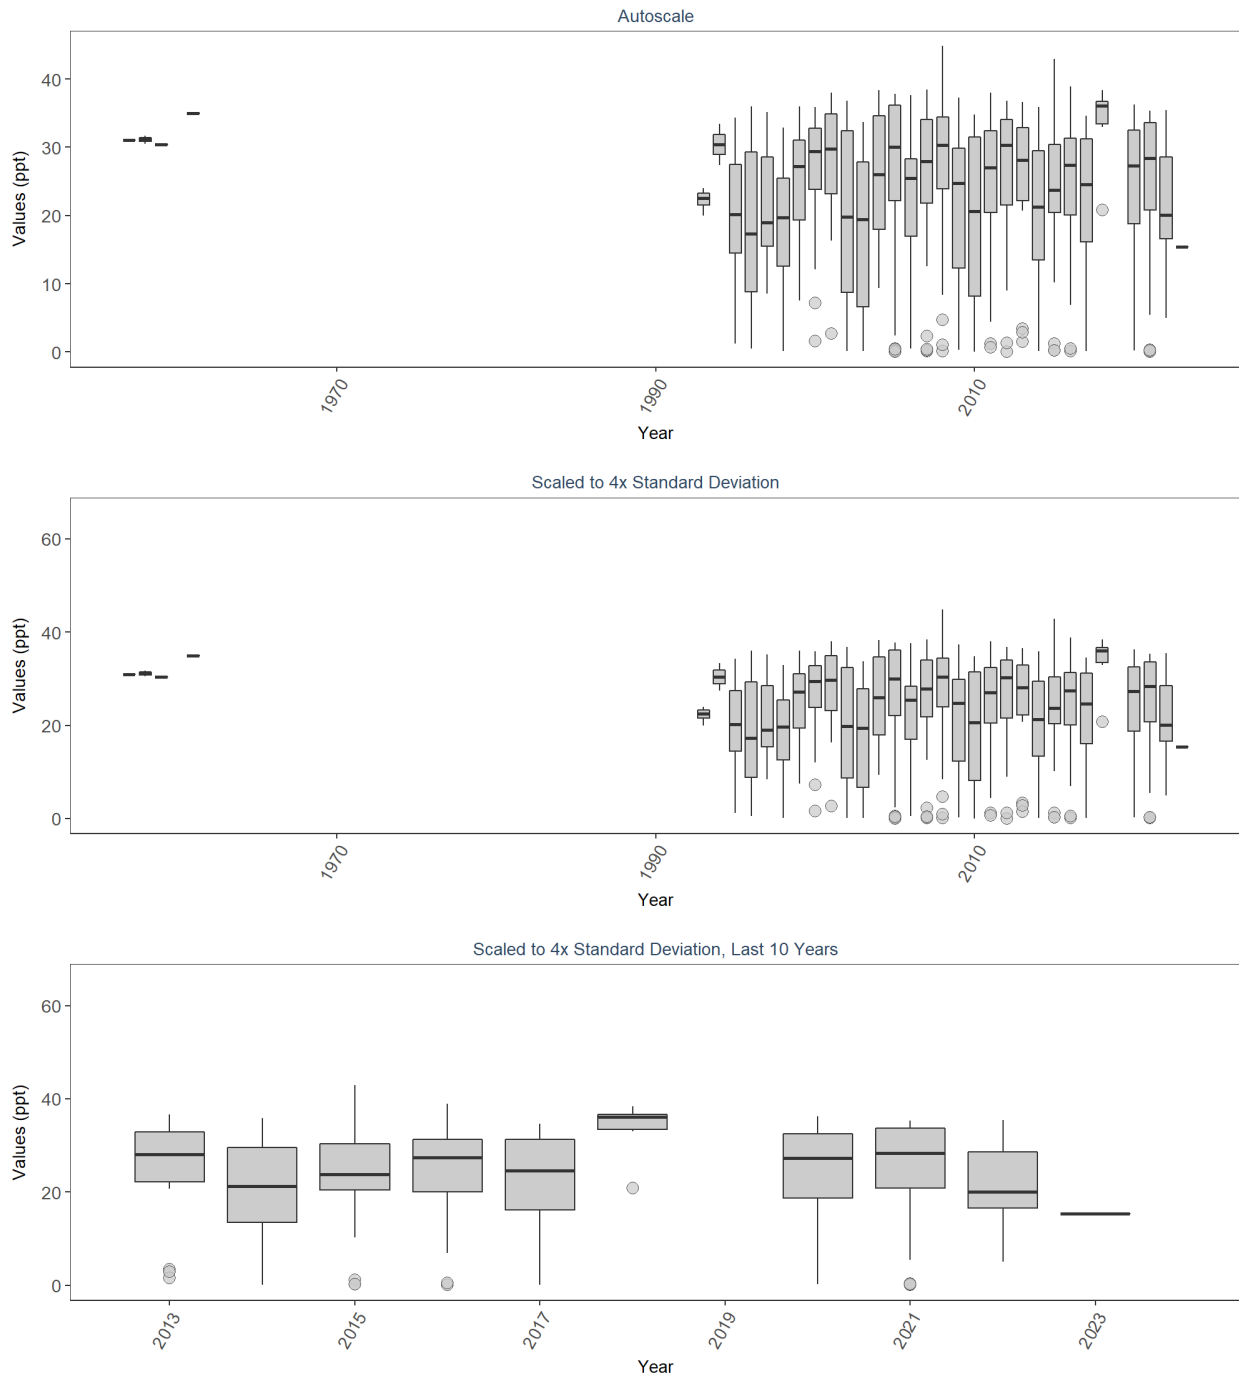 Autoscale
Values (ppt)
40
30
20
10
0
1970
1990
2010
Year
Scaled to 4x Standard Deviation
Values (ppt)
60
40
20
0
1970
1990
2010
Year
Scaled to 4x Standard Deviation, Last 10 Years
Values (ppt)
60
40
20
0
2013
2015
2017
2019
2021
2023
Year